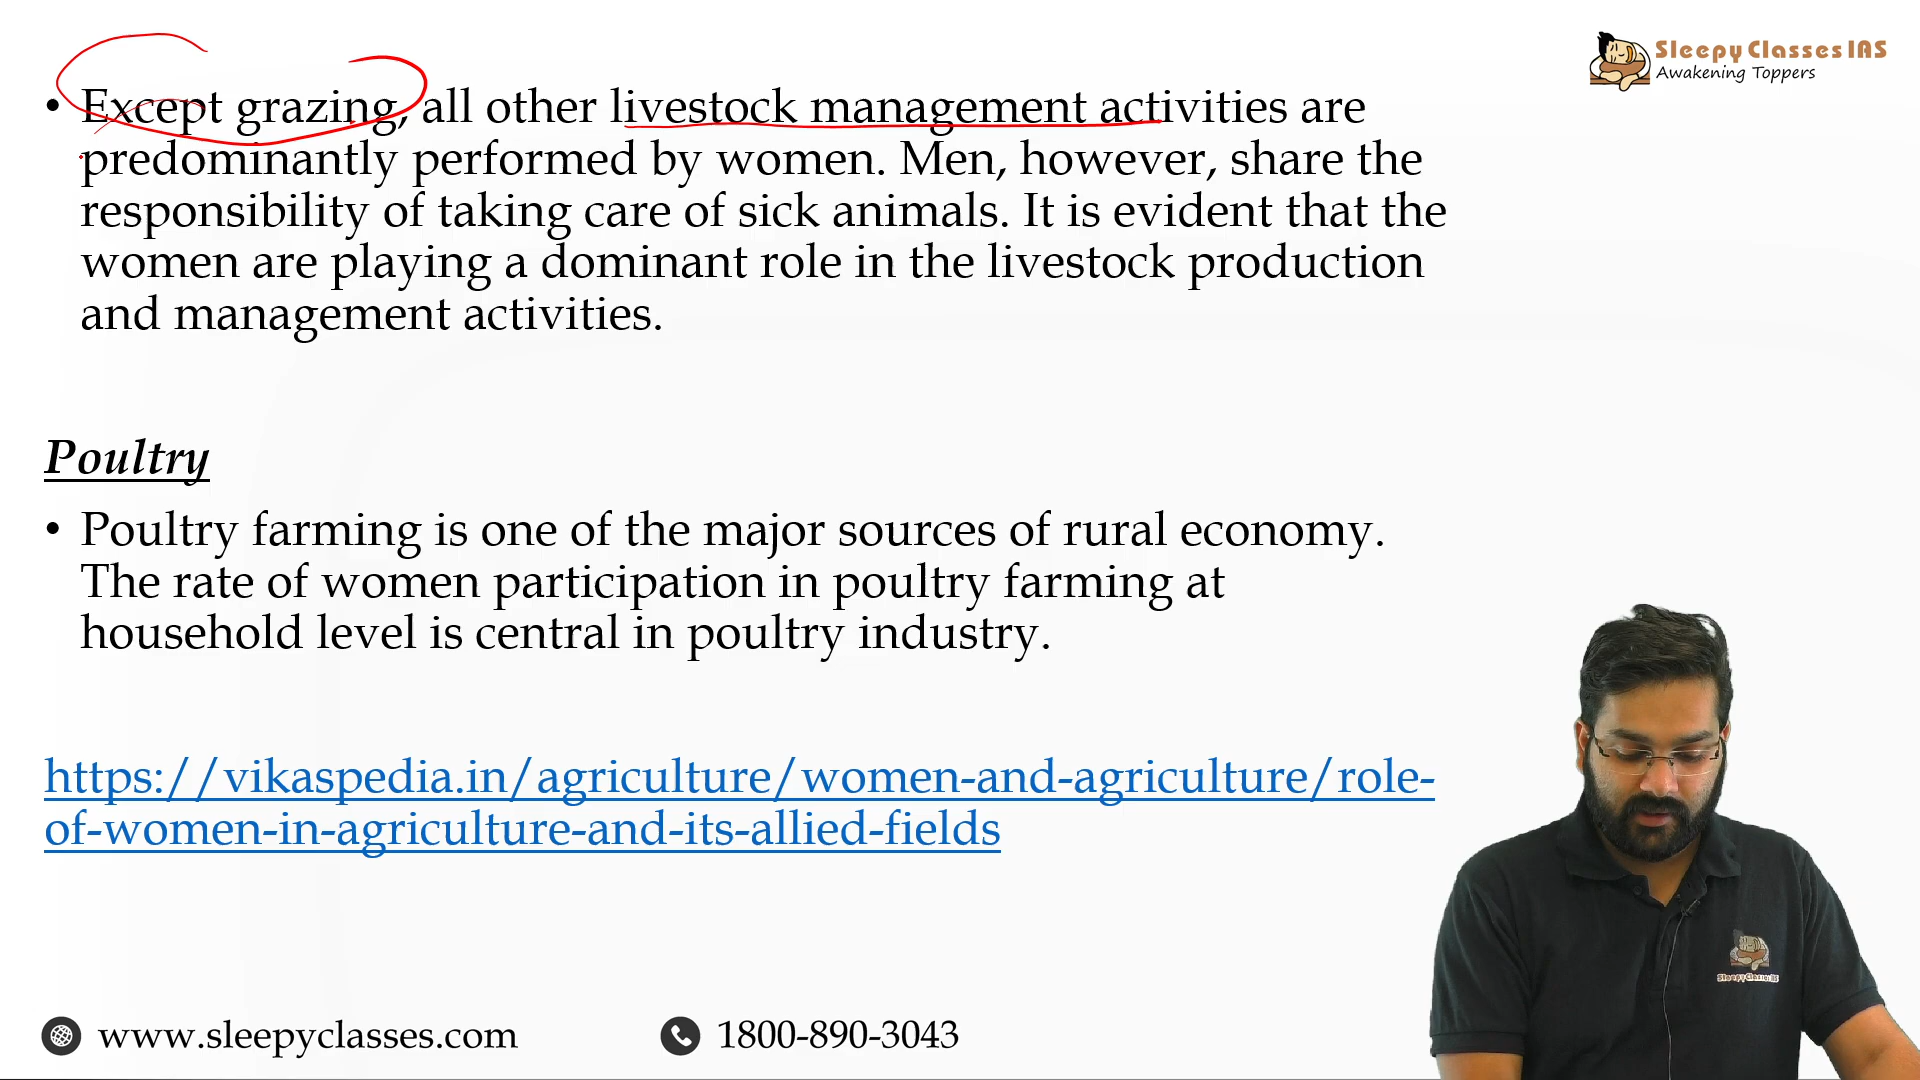 Sleepy Classes IAS
Awakening Toppers
• Except grazing, all other livestock management activities are
predominantly performed by women. Men, however, share the
responsibility of taking care of sick animals. It is evident that the
women are playing a dominant role in the livestock production
and management activities.
Poultry
• Poultry farming is one of the major sources of rural economy.
The rate of women participation in poultry farming at
household level is central in poultry industry.
https://vikaspedia.in/agriculture/women-and-agriculture/role-
of-women-in-agriculture-and-its-allied-fields
Sleepy Classes IAS
www.sleepyclasses.com
1800-890-3043